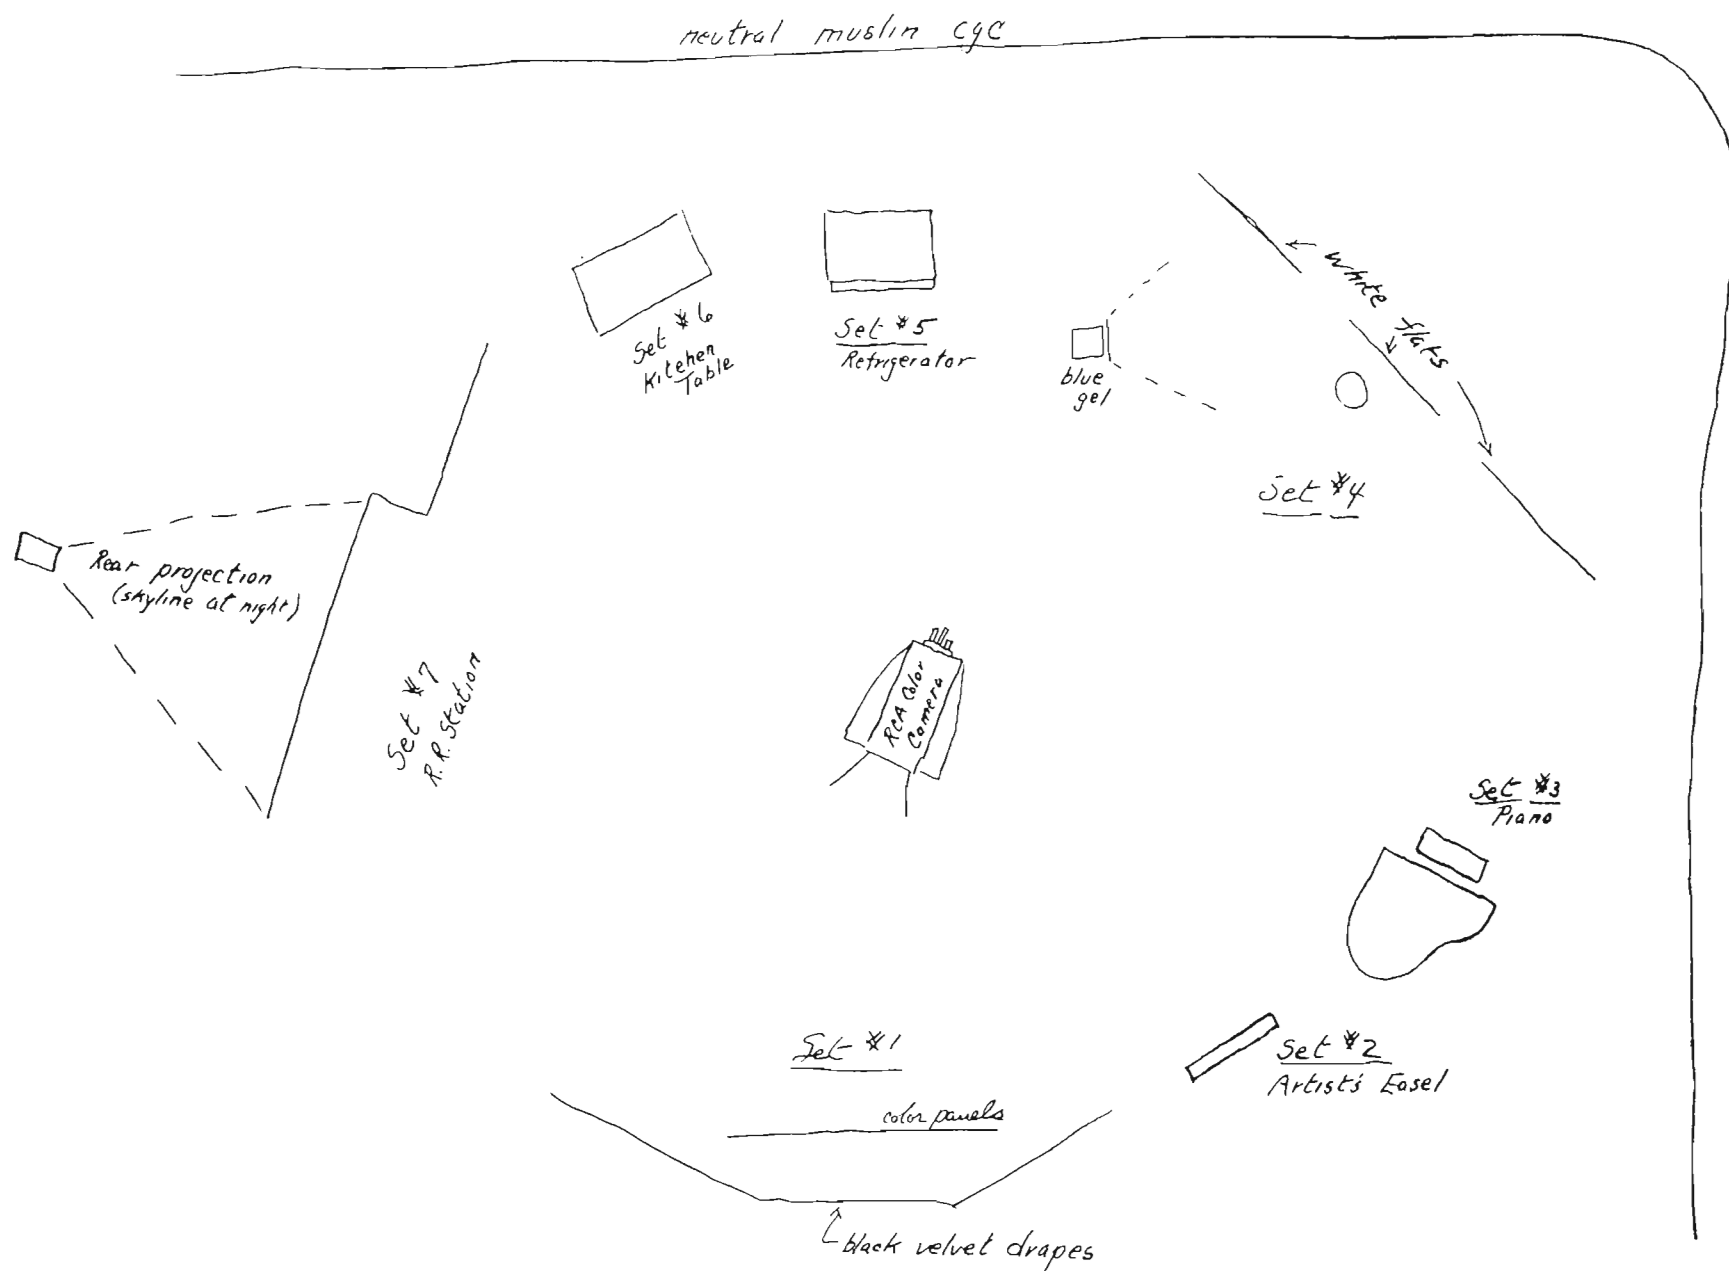 neutral muslin cyc
white flats
Set #6
Kitchen
Table
Set #5
Refrigerator
blue
gel
Set #4
Rear projection
(skyline at night)
Set #7
R.R. Station
RCA Color
Camera
Set #3
Piano
Set #1
color panels
Set #2
Artist's Easel
black velvet drapes